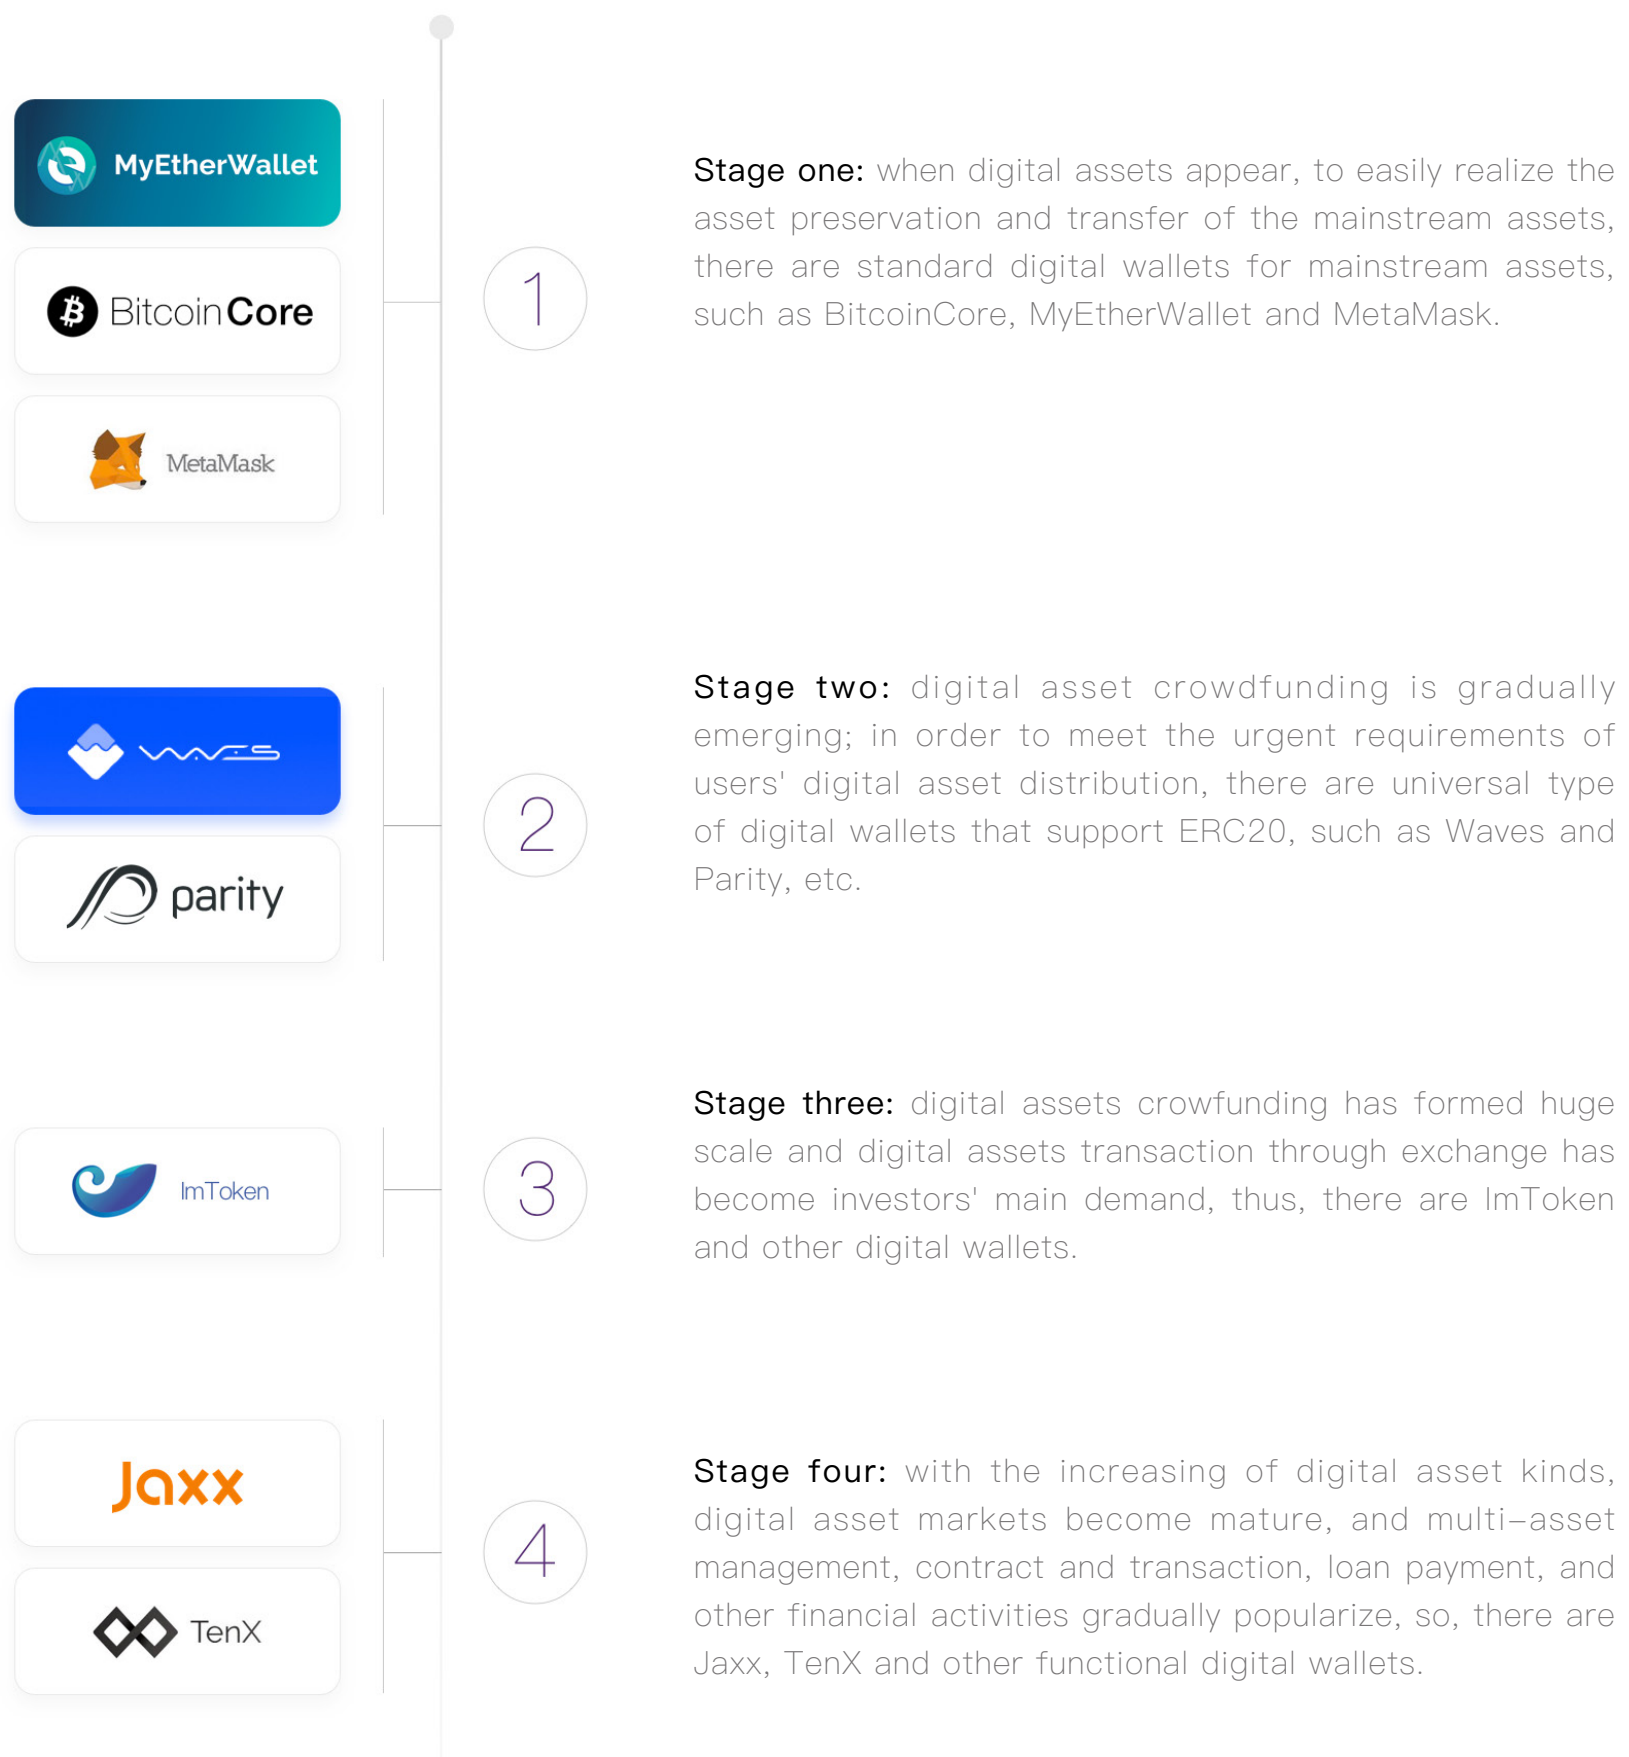 MyEtherWallet
BitcoinCore
MetaMask
1
Stage one: when digital assets appear, to easily realize the
asset preservation and transfer of the mainstream assets,
there are standard digital wallets for mainstream assets,
such as BitcoinCore, MyEtherWallet and MetaMask.
WAVES
parity
2
Stage two: digital asset crowdfunding is gradually
emerging; in order to meet the urgent requirements of
users' digital asset distribution, there are universal type
of digital wallets that support ERC20, such as Waves and
Parity, etc.
ImToken
3
Stage three: digital assets crowfunding has formed huge
scale and digital assets transaction through exchange has
become investors' main demand, thus, there are ImToken
and other digital wallets.
Jaxx
TenX
4
Stage four: with the increasing of digital asset kinds,
digital asset markets become mature, and multi–asset
management, contract and transaction, loan payment, and
other financial activities gradually popularize, so, there are
Jaxx, TenX and other functional digital wallets.